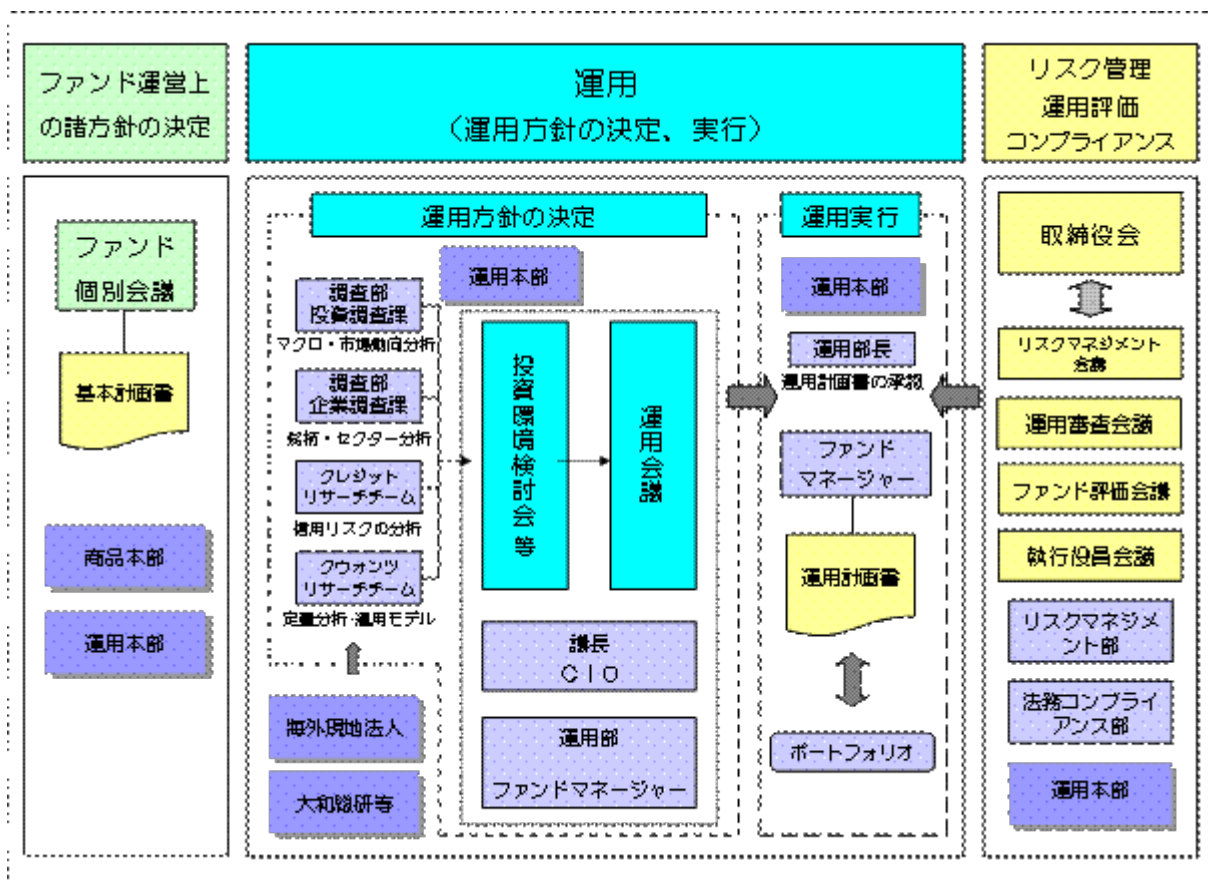 ファンド運営上
の諸方針の決定
運用
（運用方針の決定、実行）
リスク管理
運用評価
コンプライアンス
ファンド
個別会議
基本計画書
商品本部
運用本部
運用方針の決定
運用本部
調査部
投資調査課
マクロ・市場動向分析
調査部
企業調査課
銘柄・セクター分析
クレジット
リサーチチーム
信用リスクの分析
クウォンツ
リサーチチーム
定量分析・運用モデル
海外現地法人
大和総研等
投資環境検討会等
運用会議
議長
ＣＩＯ
運用部
ファンドマネージャー
運用実行
運用本部
運用部長
運用計画書の承認
ファンド
マネージャー
運用計画書
ポートフォリオ
取締役会
リスクマネジメント
会議
運用審査会議
ファンド評価会議
執行役員会議
リスクマネジメ
ント部
法務コンプライ
アンス部
運用本部